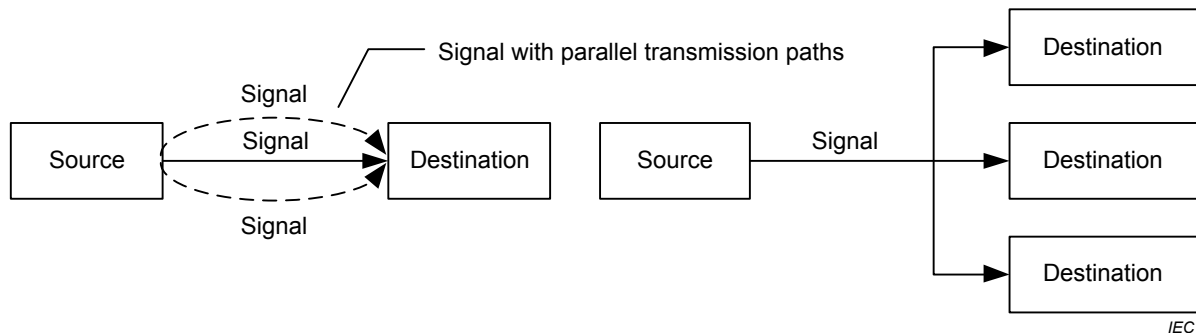 Signal with parallel transmission paths
Signal
Signal
Source
Destination
Signal
Source
Signal
Destination
Destination
Destination
IEC